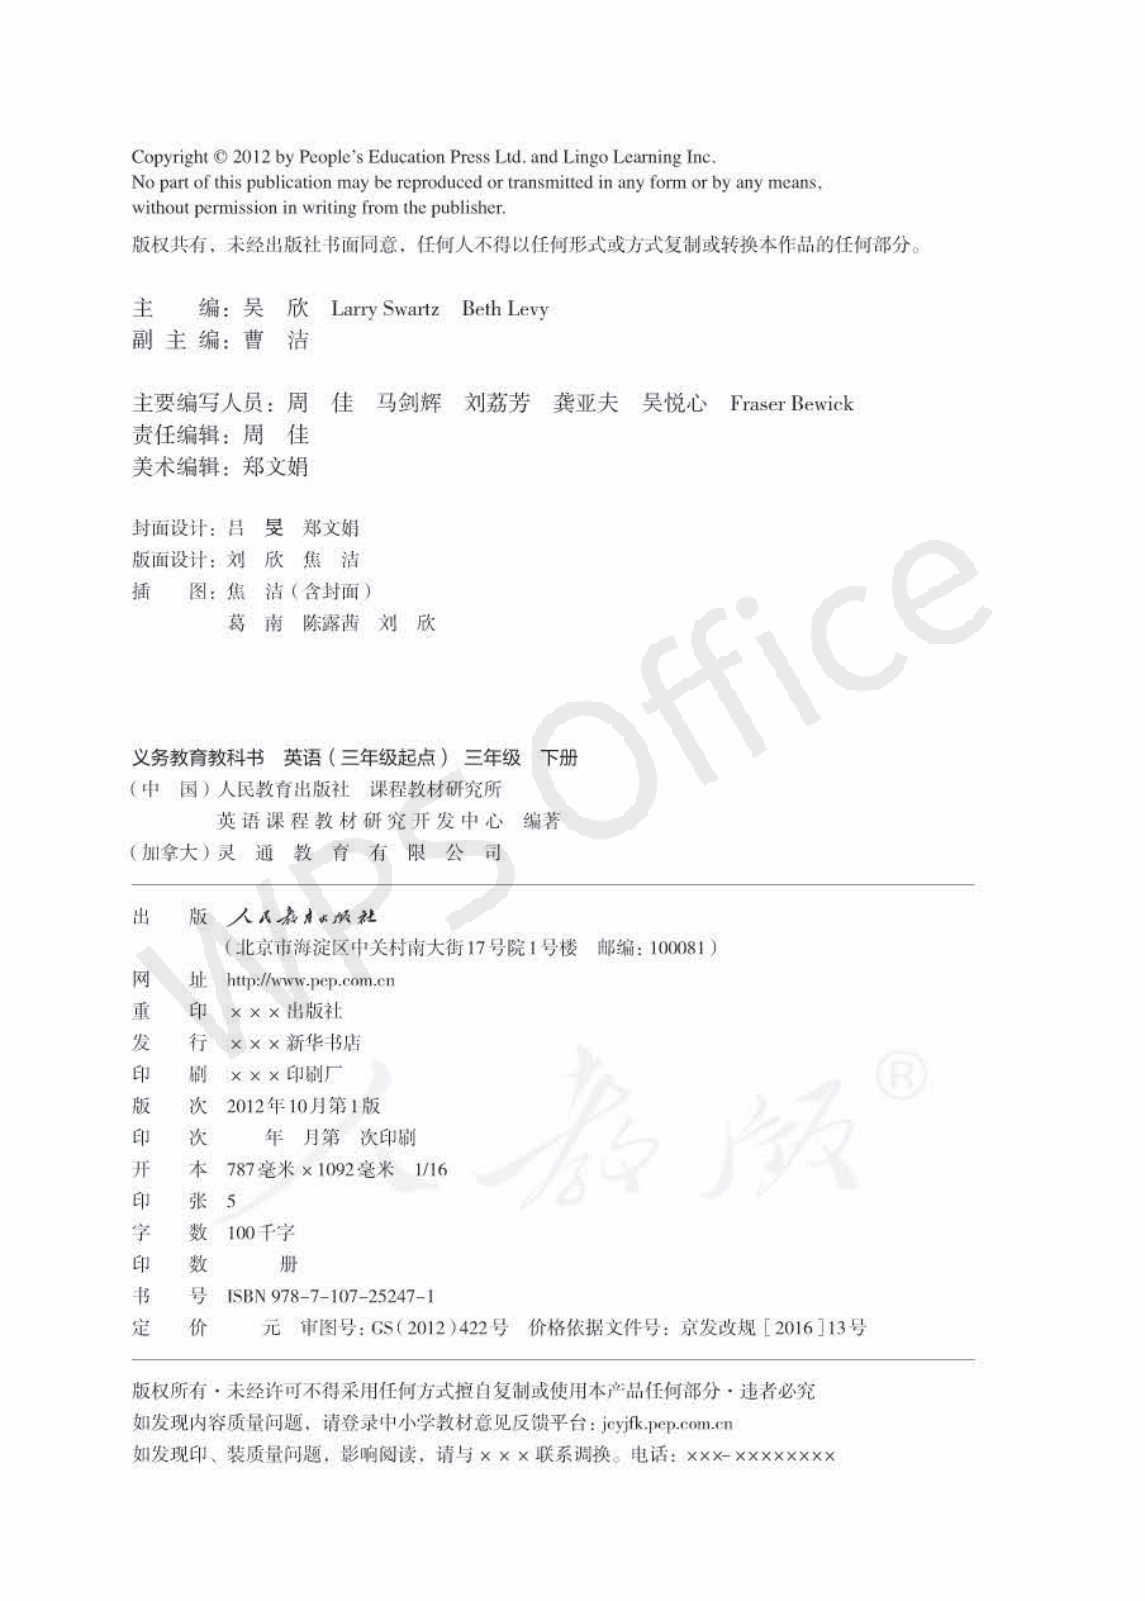 Copyright © 2012 by People's Education Press Ltd. and Lingo Learning Inc.
No part of this publication may be reproduced or transmitted in any form or by any means,
without permission in writing from the publisher.
版权共有，未经出版社书面同意，任何人不得以任何形式或方式复制或转换本作品的任何部分。
主　　编：吴　欣　Larry Swartz　Beth Levy
副 主 编：曹　洁
主要编写人员：周　佳　马剑辉　刘荔芳　龚亚夫　吴悦心　Fraser Bewick
责任编辑：周　佳
美术编辑：郑文娟
封面设计：吕　旻　郑文娟
版面设计：刘　欣　焦　洁
插　　图：焦　洁（含封面）
葛　南　陈露茜　刘　欣
义务教育教科书　英语（三年级起点）三年级　下册
（中　国）人民教育出版社　课程教材研究所
英语课程教材研究开发中心　编著
（加拿大）灵通教育有限公司
出　　版　人民教育出版社
（北京市海淀区中关村南大街17号院1号楼　邮编：100081）
网　　址　http://www.pep.com.cn
重　　印　×××出版社
发　　行　×××新华书店
印　　刷　×××印刷厂
版　　次　2012年10月第1版
印　　次　　年　月第　次印刷
开　　本　787毫米×1092毫米　1/16
印　　张　5
字　　数　100千字
印　　数　　　册
书　　号　ISBN 978-7-107-25247-1
定　　价　　元　审图号：GS（2012）422号　价格依据文件号：京发改规［2016］13号
版权所有·未经许可不得采用任何方式擅自复制或使用本产品任何部分·违者必究
如发现内容质量问题，请登录中小学教材意见反馈平台：jcyjfk.pep.com.cn
如发现印、装质量问题，影响阅读，请与×××联系调换。电话：×××-××××××××
WPS Office
人教版®